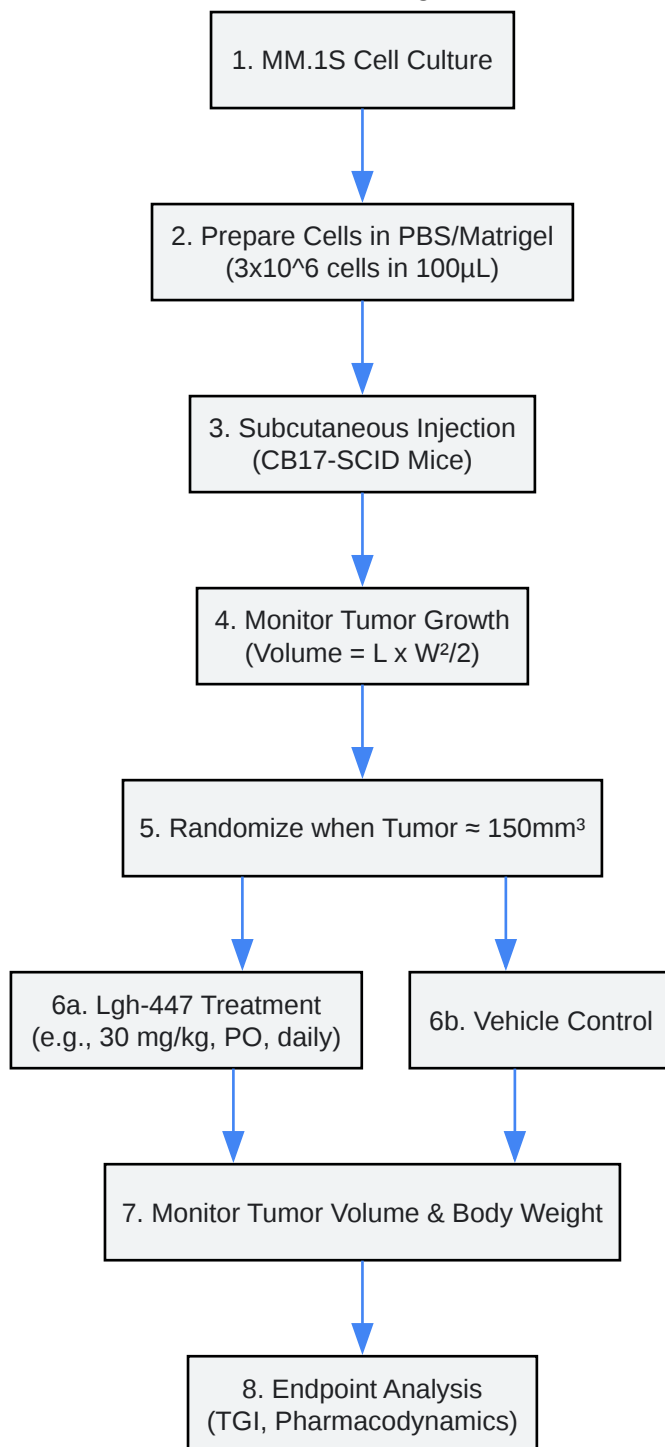 1. MM.1S Cell Culture
2. Prepare Cells in PBS/Matrigel
(3x10^6 cells in 100µL)
3. Subcutaneous Injection
(CB17-SCID Mice)
4. Monitor Tumor Growth
(Volume = L x W²/2)
5. Randomize when Tumor ≈ 150mm³
6a. Lgh-447 Treatment
(e.g., 30 mg/kg, PO, daily)
6b. Vehicle Control
7. Monitor Tumor Volume & Body Weight
8. Endpoint Analysis
(TGI, Pharmacodynamics)